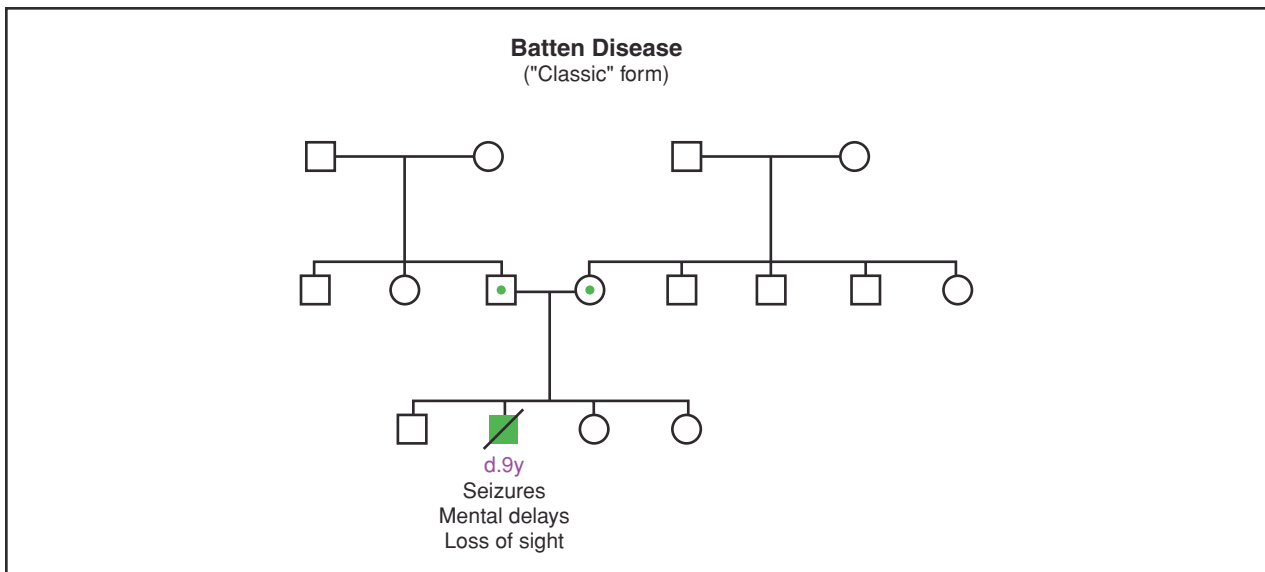 Batten Disease
("Classic" form)
d.9y
Seizures
Mental delays
Loss of sight